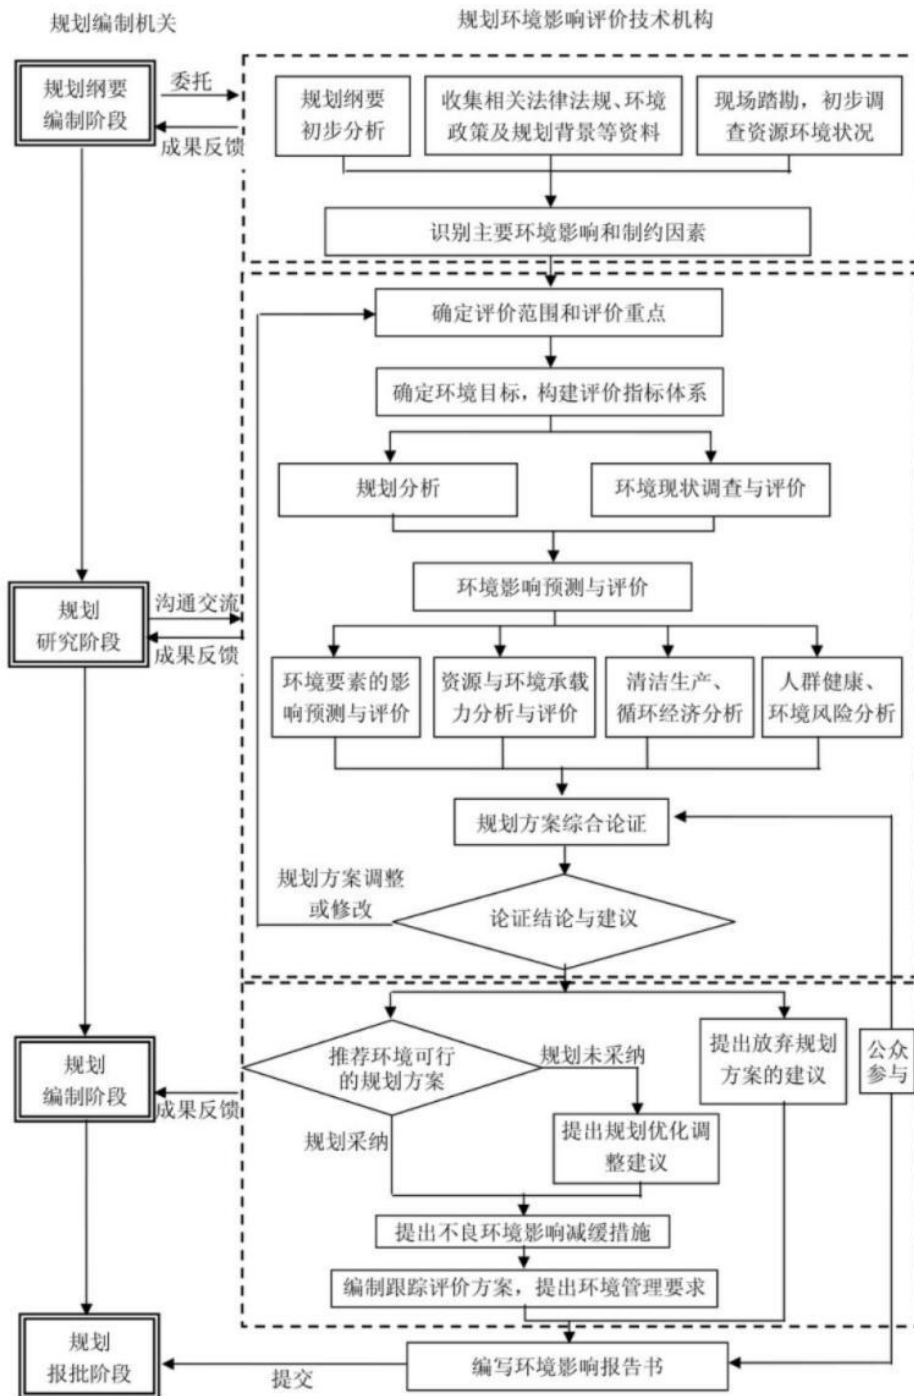 规划编制机关
规划环境影响评价技术机构
规划纲要
编制阶段
委托
成果反馈
规划纲要
初步分析
收集相关法律法规、环境
政策及规划背景等资料
现场踏勘，初步调
查资源环境状况
识别主要环境影响和制约因素
确定评价范围和评价重点
确定环境目标，构建评价指标体系
规划分析
环境现状调查与评价
环境影响预测与评价
规划
研究阶段
沟通交流
成果反馈
环境要素的影
响预测与评价
资源与环境承载
力分析与评价
清洁生产、
循环经济分析
人群健康、
环境风险分析
规划方案综合论证
规划方案调整
或修改
论证结论与建议
规划
编制阶段
成果反馈
推荐环境可行
的规划方案
规划未采纳
提出放弃规划
方案的建议
公众
参与
规划采纳
提出规划优化调
整建议
提出不良环境影响减缓措施
编制跟踪评价方案，提出环境管理要求
规划
报批阶段
提交
编写环境影响报告书